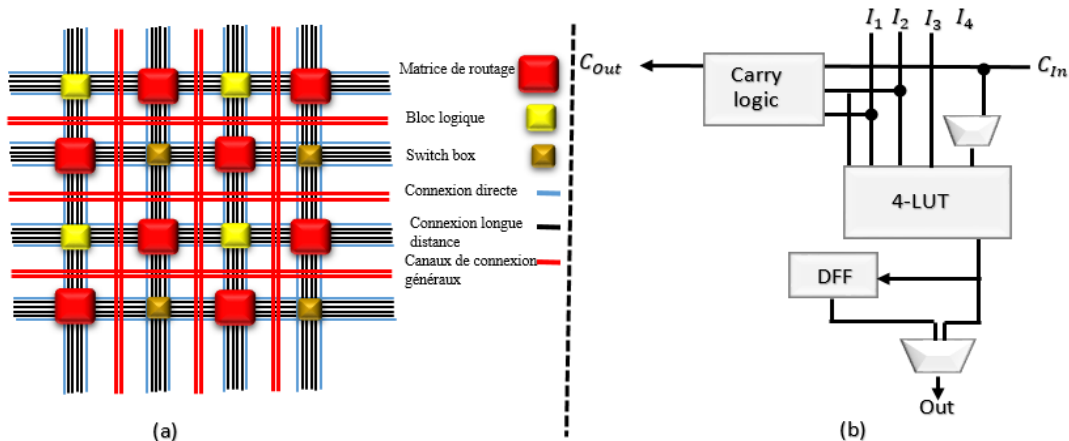 Matrice de routage
Bloc logique
Switch box
Connexion directe
Connexion longue
distance
Canaux de connexion
généraux
(a)
I1 I2 I3 I4
COut
CIn
Carry
logic
4-LUT
DFF
Out
(b)